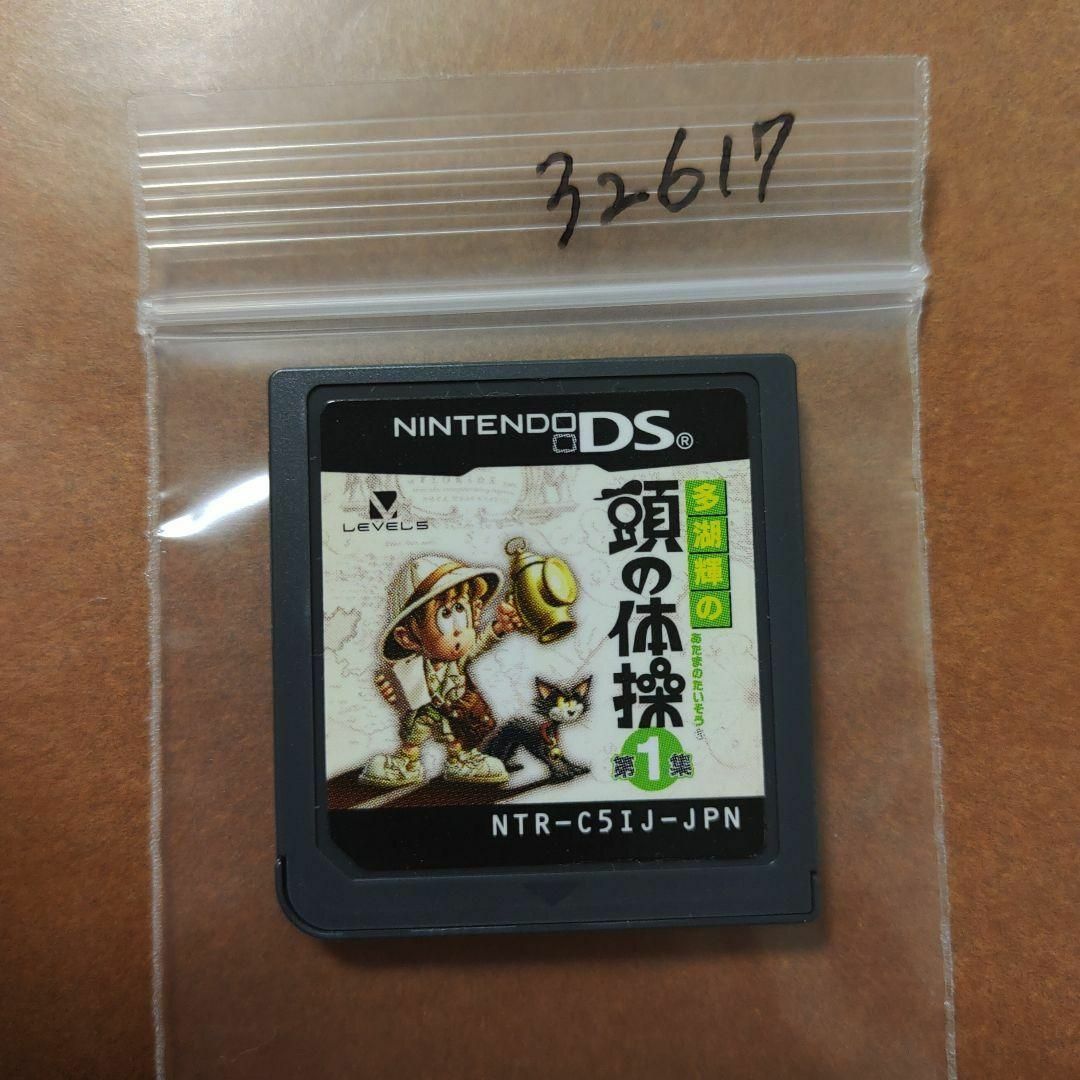 32617
NINTENDO DS®
LEVEL5
多湖輝の
頭の体操
あたまのたいそう
第1集
NTR-C5IJ-JPN